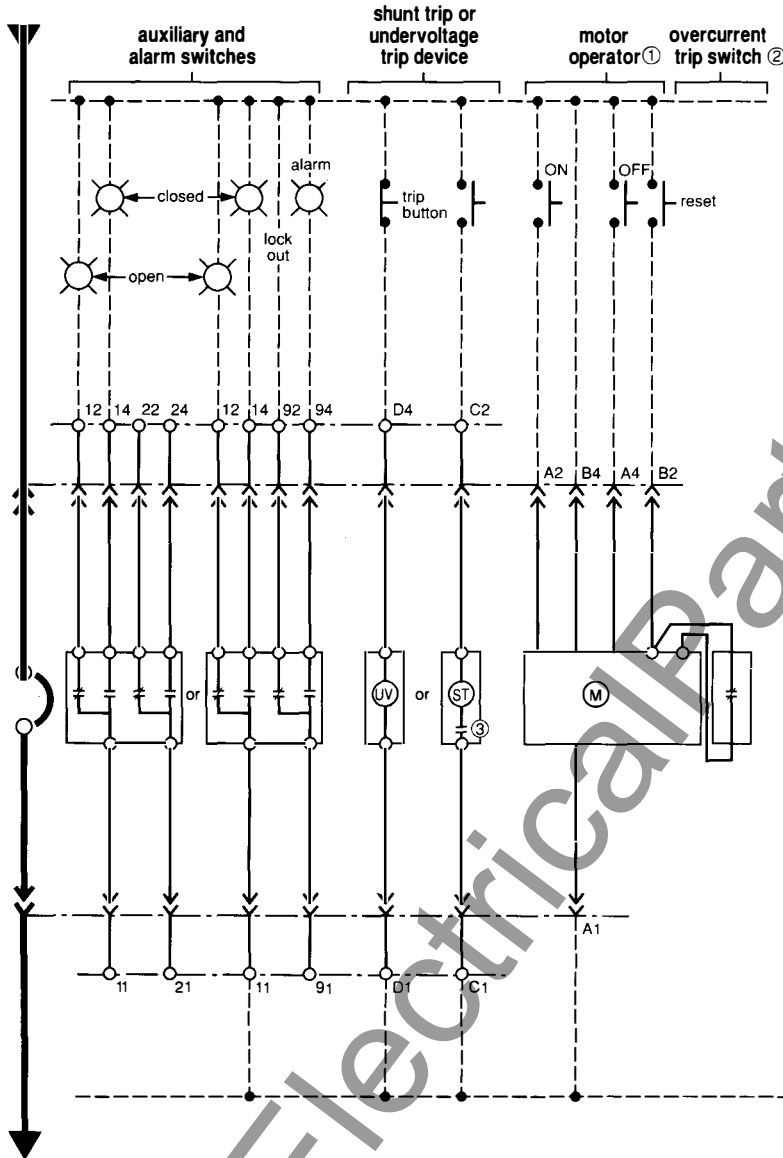 shunt trip or
undervoltage
trip device
auxiliary and
alarm switches
motor
operator①
overcurrent
trip switch ②
alarm
closed
lock
out
open
trip
button
ON
OFF
reset
12 14 22 24 12 14 92 94 D4 C2
A2 B4 A4 B2
or
UV
or
ST
③
M
A1
11 21 11 91 D1 C1
ElectricalPar